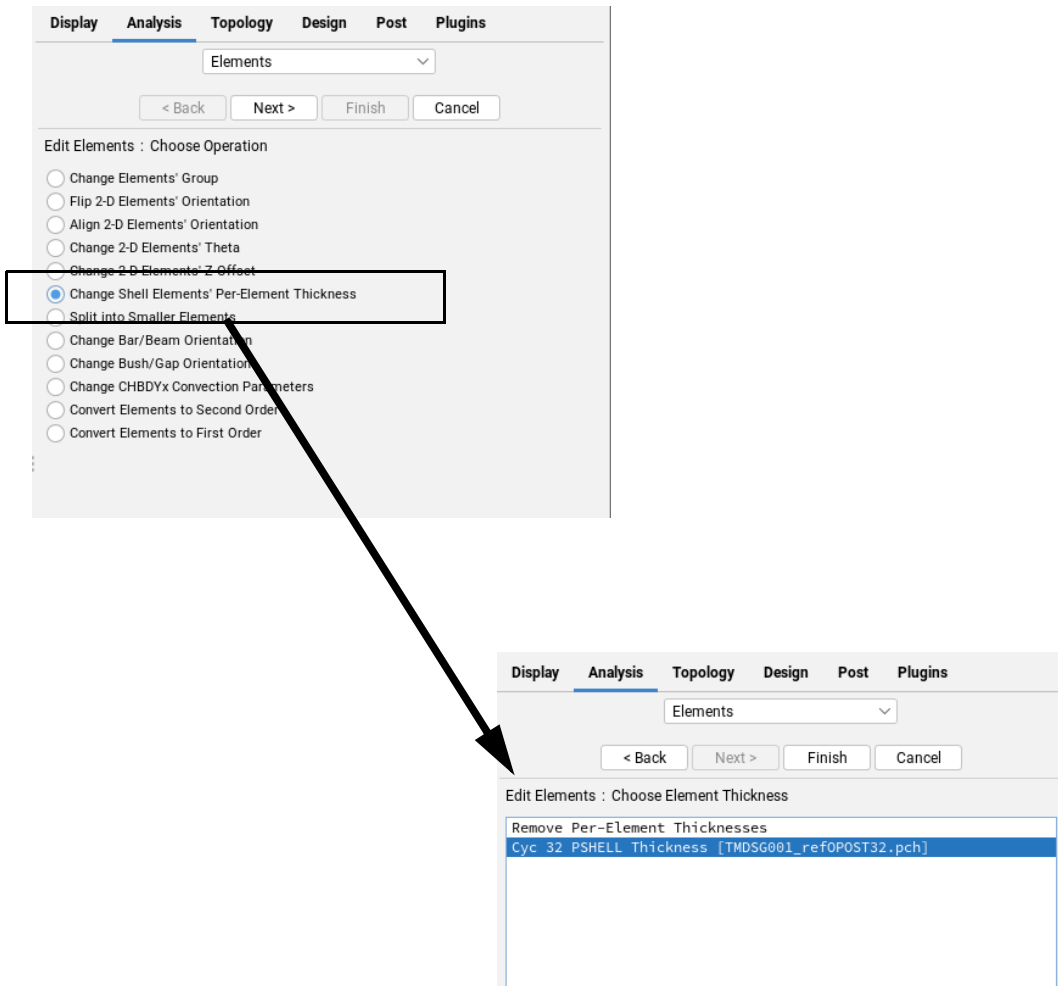 Display Analysis Topology Design Post Plugins
Elements
< Back Next > Finish Cancel
Edit Elements : Choose Operation
Change Elements' Group
Flip 2-D Elements' Orientation
Align 2-D Elements' Orientation
Change 2-D Elements' Theta
Change 2-D Elements' Z Offset
Change Shell Elements' Per-Element Thickness
Split into Smaller Elements
Change Bar/Beam Orientation
Change Bush/Gap Orientation
Change CHBDYx Convection Parameters
Convert Elements to Second Order
Convert Elements to First Order
Display Analysis Topology Design Post Plugins
Elements
< Back Next > Finish Cancel
Edit Elements : Choose Element Thickness
Remove Per-Element Thicknesses
Cyc 32 PSHELL Thickness [TMDSG001_refOPOST32.pch]